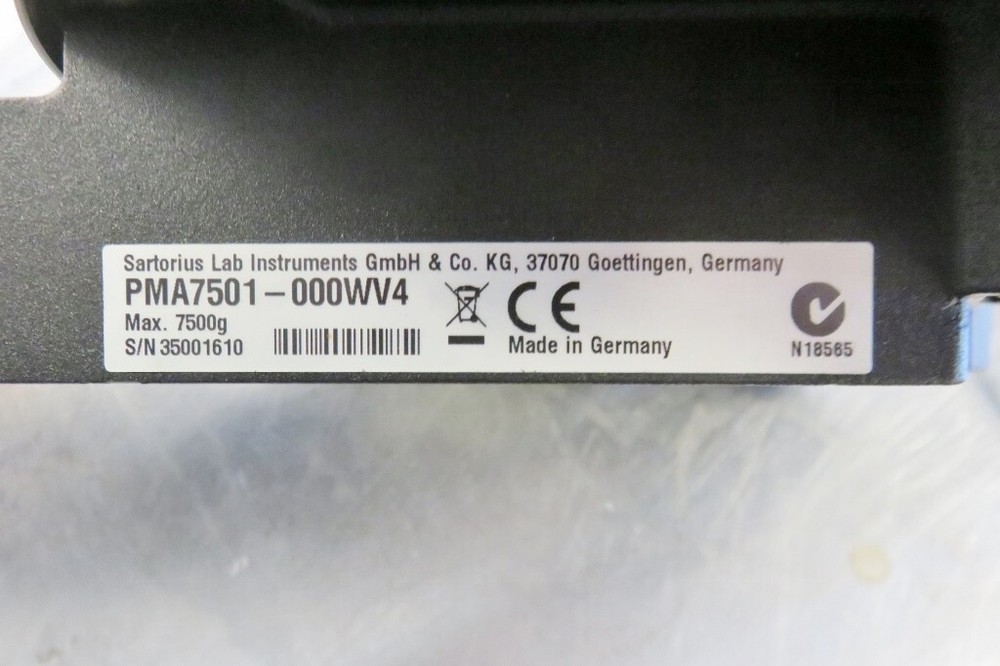 Sartorius Lab Instruments GmbH & Co. KG, 37070 Goettingen, Germany
PMA7501-000WV4
Max. 7500g
S/N 35001610
CE
Made in Germany
N18565